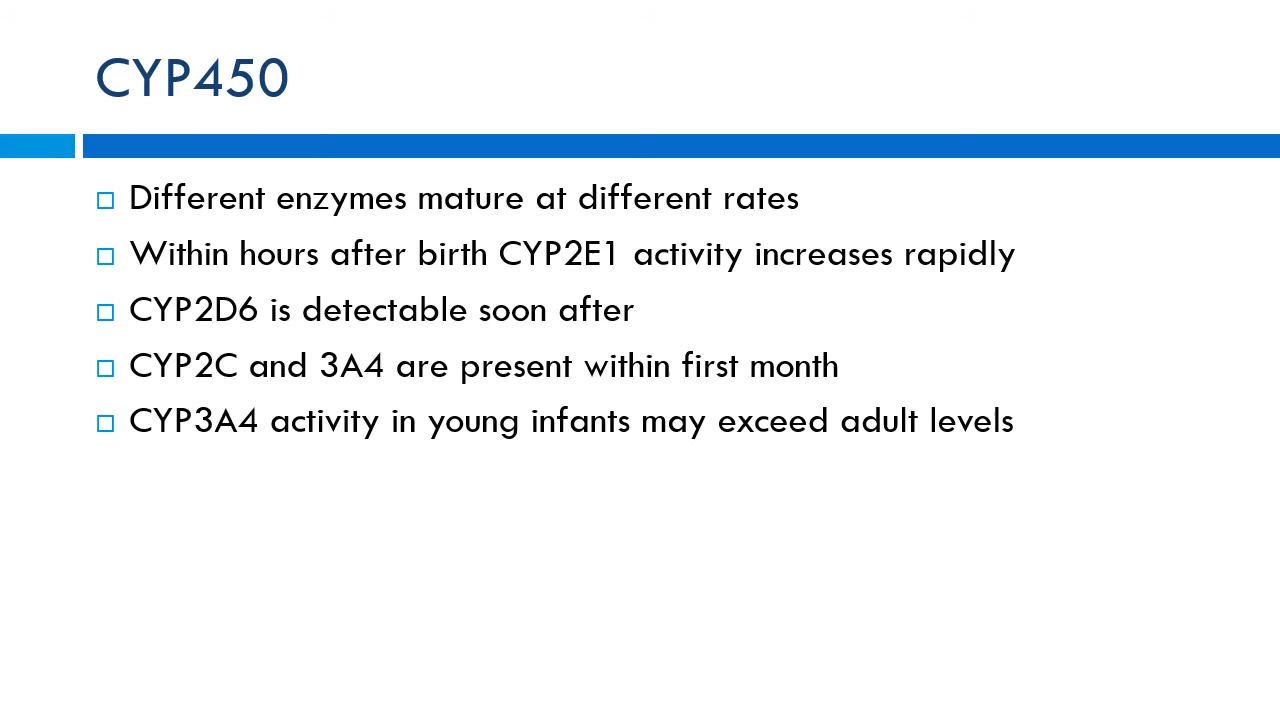 CYP450
Different enzymes mature at different rates
Within hours after birth CYP2E1 activity increases rapidly
CYP2D6 is detectable soon after
CYP2C and 3A4 are present within first month
CYP3A4 activity in young infants may exceed adult levels